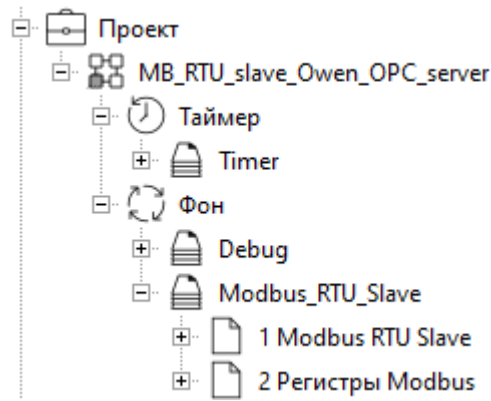 Проект
MB_RTU_slave_Owen_OPC_server
Таймер
Timer
Фон
Debug
Modbus_RTU_Slave
1 Modbus RTU Slave
2 Регистры Modbus